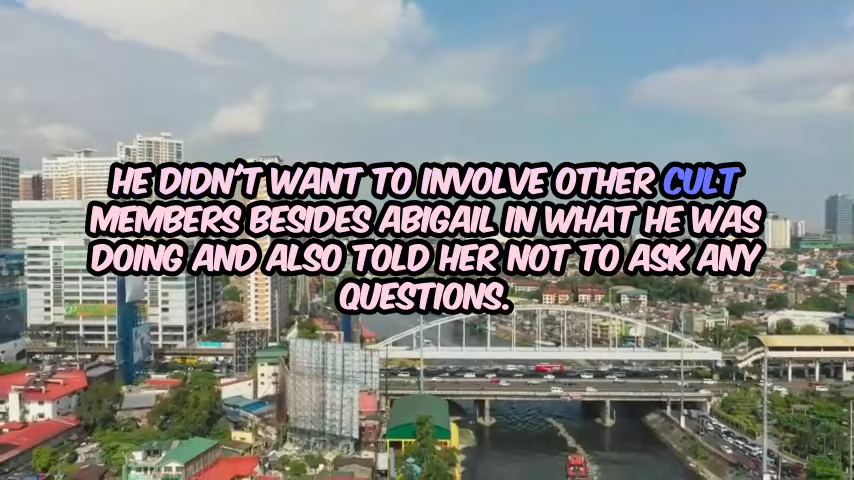 HE DIDN'T WANT TO INVOLVE OTHER CULT
MEMBERS BESIDES ABIGAIL IN WHAT HE WAS
DOING AND ALSO TOLD HER NOT TO ASK ANY
QUESTIONS.